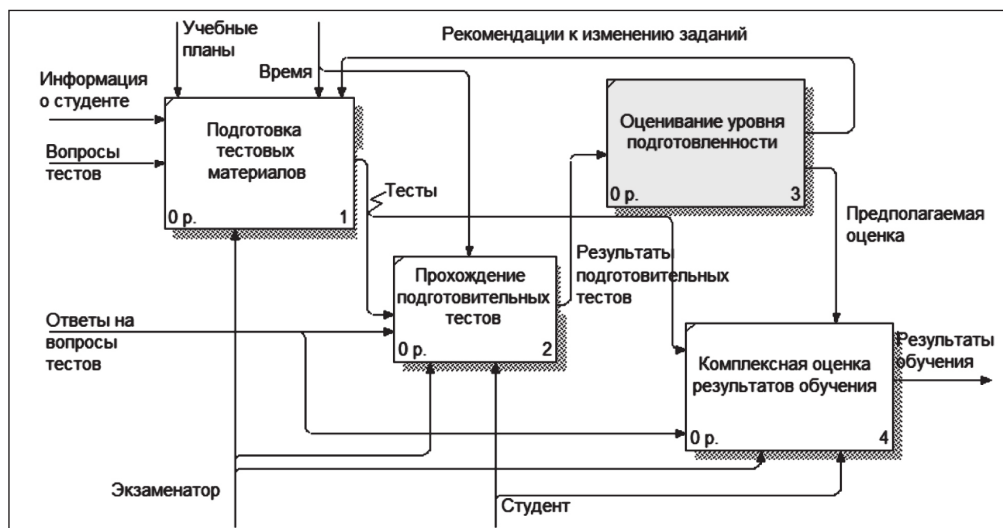 Учебные
планы
Рекомендации к изменению заданий
Информация
о студенте
Время
Подготовка
тестовых
материалов
0 р.
1
Оценивание уровня
подготовленности
0 р.
3
Вопросы
тестов
Тесты
Предполагаемая
оценка
Результаты
подготовительных
тестов
Прохождение
подготовительных
тестов
0 р.
2
Ответы на
вопросы
тестов
Комплексная оценка
результатов обучения
0 р.
4
Результаты
обучения
Экзаменатор
Студент